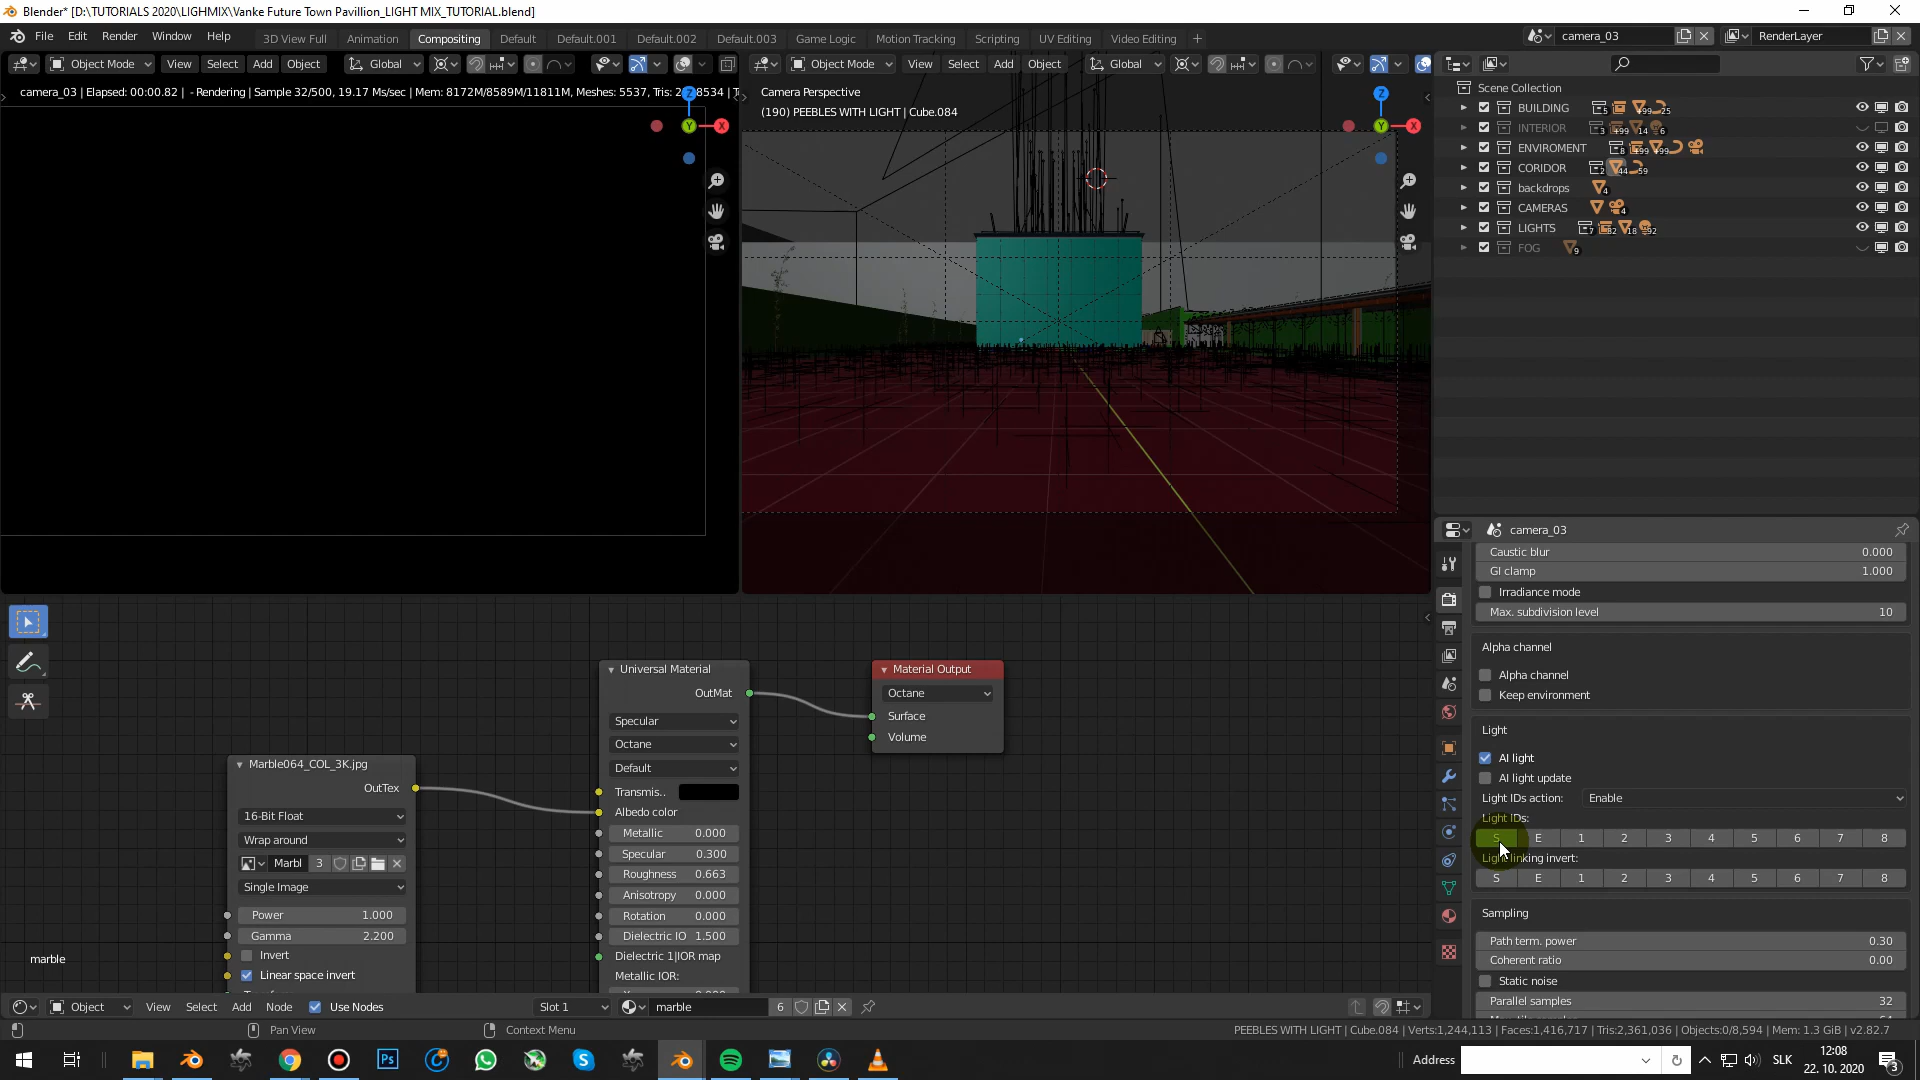 Blender* [D:\TUTORIALS 2020\LIGHMIX\Vanke Future Town Pavillion_LIGHT MIX_TUTORIAL.blend]
File Edit Render Window Help
3D View Full Animation Compositing Default Default.001 Default.002 Default.003 Game Logic Motion Tracking Scripting UV Editing Video Editing +
camera_03 RenderLayer
Object Mode View Select Add Object Global
Object Mode View Select Add Object Global
camera_03 | Elapsed: 00:00.82 | - Rendering | Sample 32/500, 19.17 Ms/sec | Mem: 8172M/8589M/11811M, Meshes: 5537, Tris:
Camera Perspective
(190) PEEBLES WITH LIGHT | Cube.084
Z
Y
X
Z
Y
X
Scene Collection
BUILDING
INTERIOR
ENVIROMENT
CORIDOR
backdrops
CAMERAS
LIGHTS
FOG
camera_03
Caustic blur 0.000
GI clamp 1.000
Irradiance mode
Max. subdivision level 10
Alpha channel
Alpha channel
Keep environment
Light
AI light
AI light update
Light IDs action: Enable
Light IDs:
S E 1 2 3 4 5 6 7 8
Light linking invert:
S E 1 2 3 4 5 6 7 8
Sampling
Path term. power 0.30
Coherent ratio 0.00
Static noise
Parallel samples 32
Marble064_COL_3K.jpg
OutTex
16-Bit Float
Wrap around
Marbl 3
Single Image
Power 1.000
Gamma 2.200
Invert
Linear space invert
Universal Material
OutMat
Specular
Octane
Default
Transmis..
Albedo color
Metallic 0.000
Specular 0.300
Roughness 0.663
Anisotropy 0.000
Rotation 0.000
Dielectric IO 1.500
Dielectric 1|IOR map
Metallic IOR:
Material Output
Octane
Surface
Volume
marble
Object View Select Add Node Use Nodes Slot 1 marble 6
Pan View Context Menu
PEEBLES WITH LIGHT | Cube.084 | Verts:1,244,113 | Faces:1,416,717 | Tris:2,361,036 | Objects:0/8,594 | Mem: 1.3 GiB | v2.82.7
Address SLK
12:08
22. 10. 2020
3